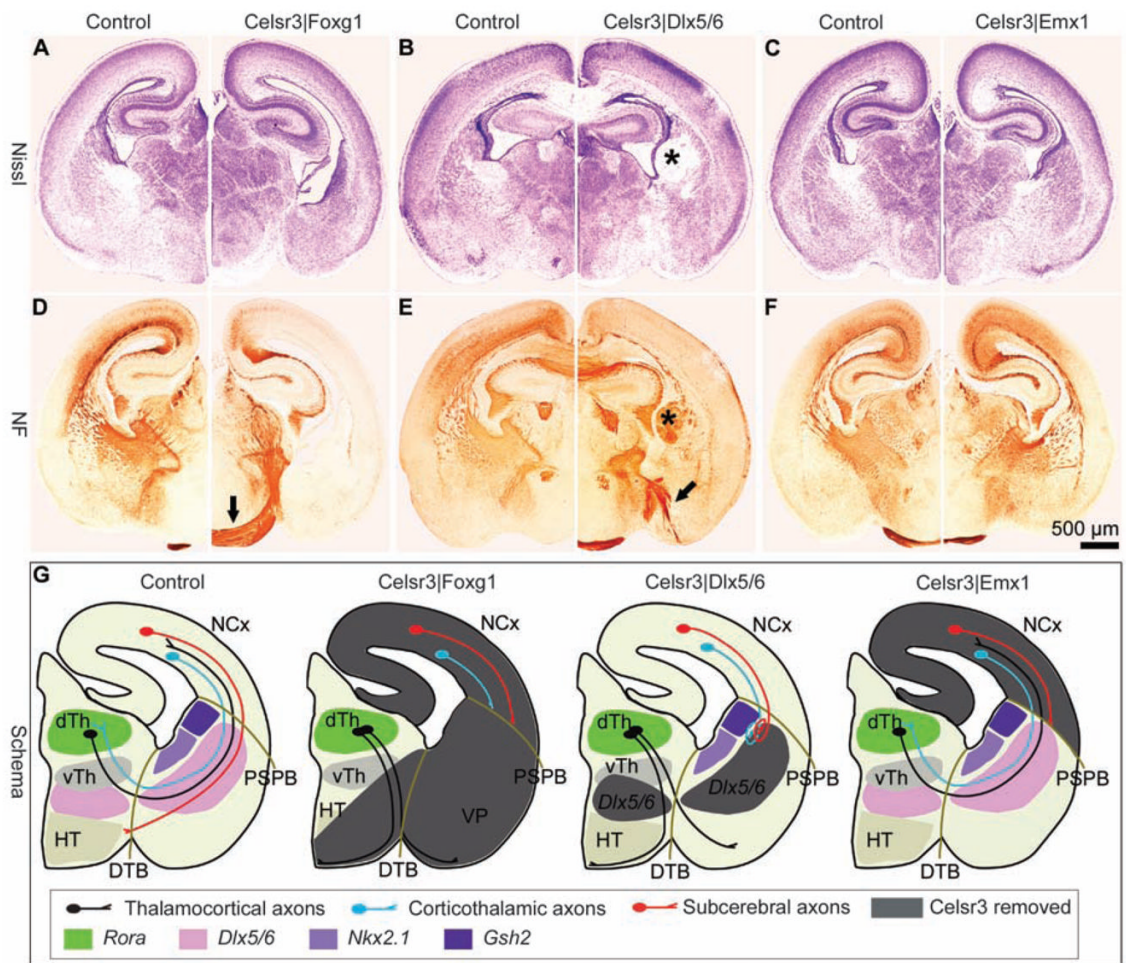 Control Celsr3|Foxg1 Control Celsr3|Dlx5/6 Control Celsr3|Emx1
A B C
Nissl
*
D E F
NF
*
500 µm
G Control Celsr3|Foxg1 Celsr3|Dlx5/6 Celsr3|Emx1
Schema
NCx NCx NCx
dTh dTh dTh dTh
vTh vTh vTh vTh
PSPB PSPB PSPB PSPB
HT HT VP Dlx5/6 Dlx5/6 HT HT
DTB DTB DTB DTB
Thalamocortical axons Corticothalamic axons Subcerebral axons Celsr3 removed
Rora Dlx5/6 Nkx2.1 Gsh2